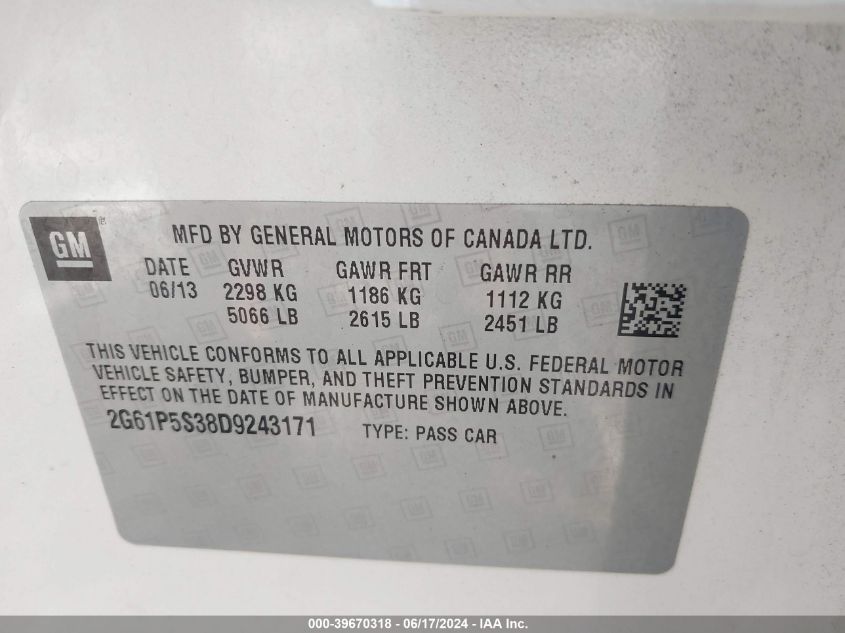 GM ®
MFD BY GENERAL MOTORS OF CANADA LTD.
DATE GVWR GAWR FRT GAWR RR
06/13 2298 KG 1186 KG 1112 KG
5066 LB 2615 LB 2451 LB
THIS VEHICLE CONFORMS TO ALL APPLICABLE U.S. FEDERAL MOTOR
VEHICLE SAFETY, BUMPER, AND THEFT PREVENTION STANDARDS IN
EFFECT ON THE DATE OF MANUFACTURE SHOWN ABOVE.
2G61P5S38D9243171 TYPE: PASS CAR
000-39670318 - 06/17/2024 - IAA Inc.